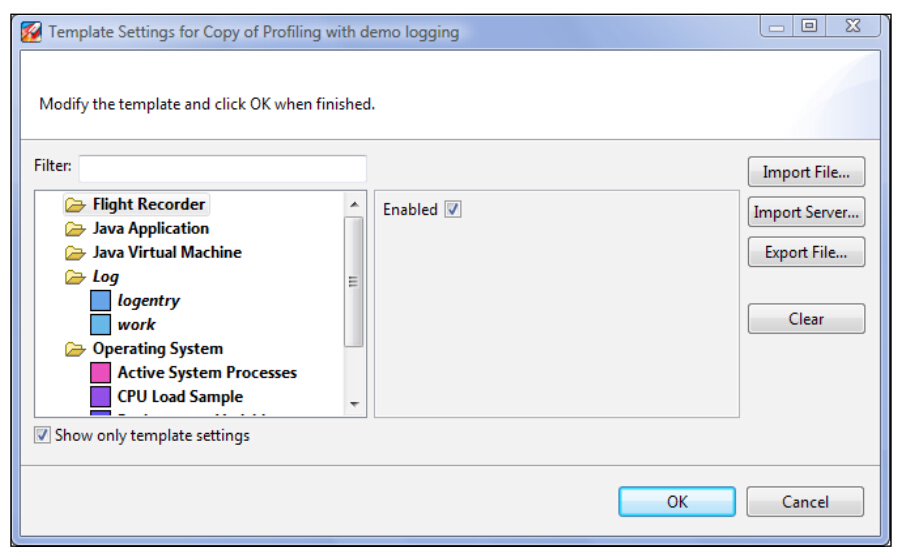 Template Settings for Copy of Profiling with demo logging
Modify the template and click OK when finished.
Filter:
Import File...
Flight Recorder
Enabled
Import Server...
Java Application
Java Virtual Machine
Export File...
Log
logentry
work
Clear
Operating System
Active System Processes
CPU Load Sample
Show only template settings
OK
Cancel